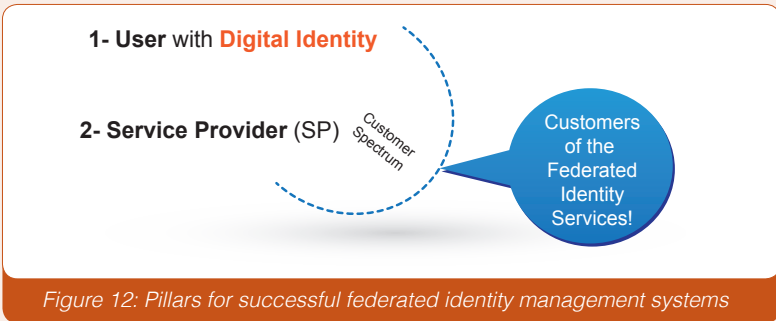 1- User with Digital Identity
2- Service Provider (SP)
Customer
Spectrum
Customers
of the
Federated
Identity
Services!
Figure 12: Pillars for successful federated identity management systems